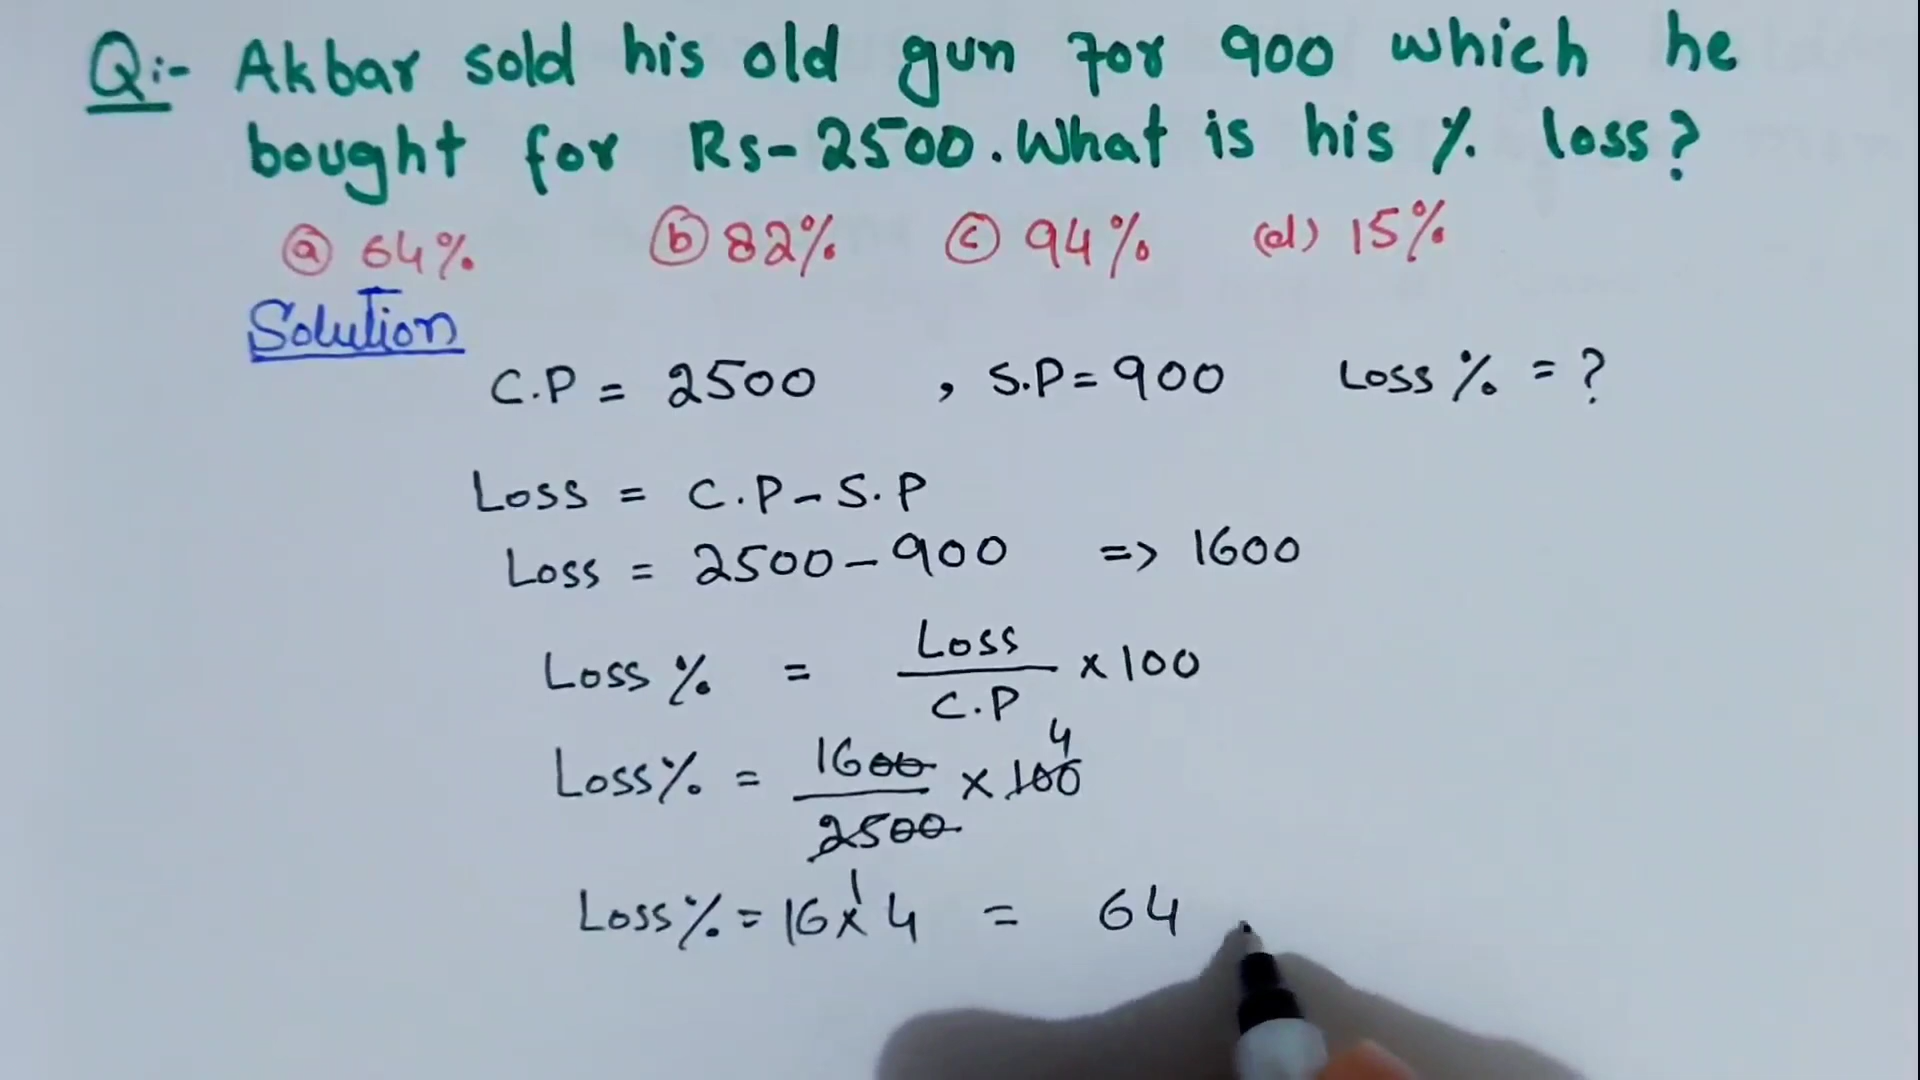 Q:- Akbar sold his old gun for 900 which he
bought for Rs-2500. What is his % loss?
(a) 64% (b) 82% (c) 94% (d) 15%
Solution
C.P = 2500 , S.P = 900 Loss % = ?
Loss = C.P - S.P
Loss = 2500 - 900 => 1600
Loss % = Loss/C.P x 100
4
Loss % = 1600/2500 x 100
1
Loss % = 16 x 4 = 64